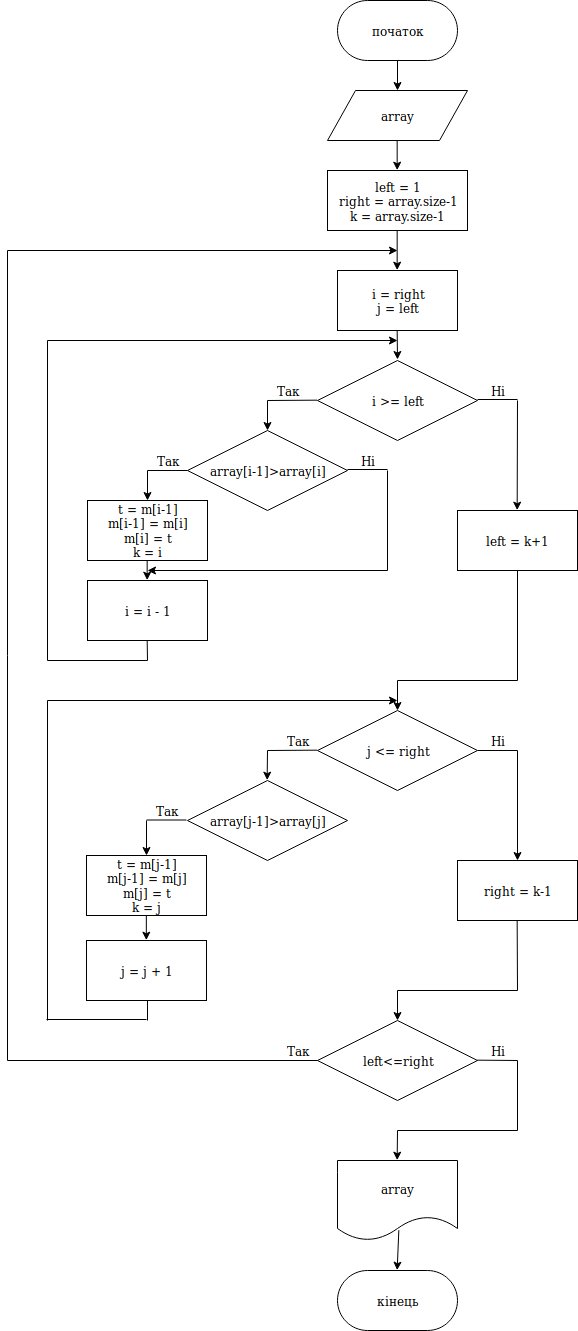 початок
array
left = 1
right = array.size-1
k = array.size-1
i = right
j = left
i >= left
Так
Ні
array[i-1]>array[i]
Так
Ні
t = m[i-1]
m[i-1] = m[i]
m[i] = t
k = i
i = i - 1
left = k+1
j <= right
Так
Ні
array[j-1]>array[j]
Так
t = m[j-1]
m[j-1] = m[j]
m[j] = t
k = j
j = j + 1
right = k-1
left<=right
Так
Ні
array
кінець